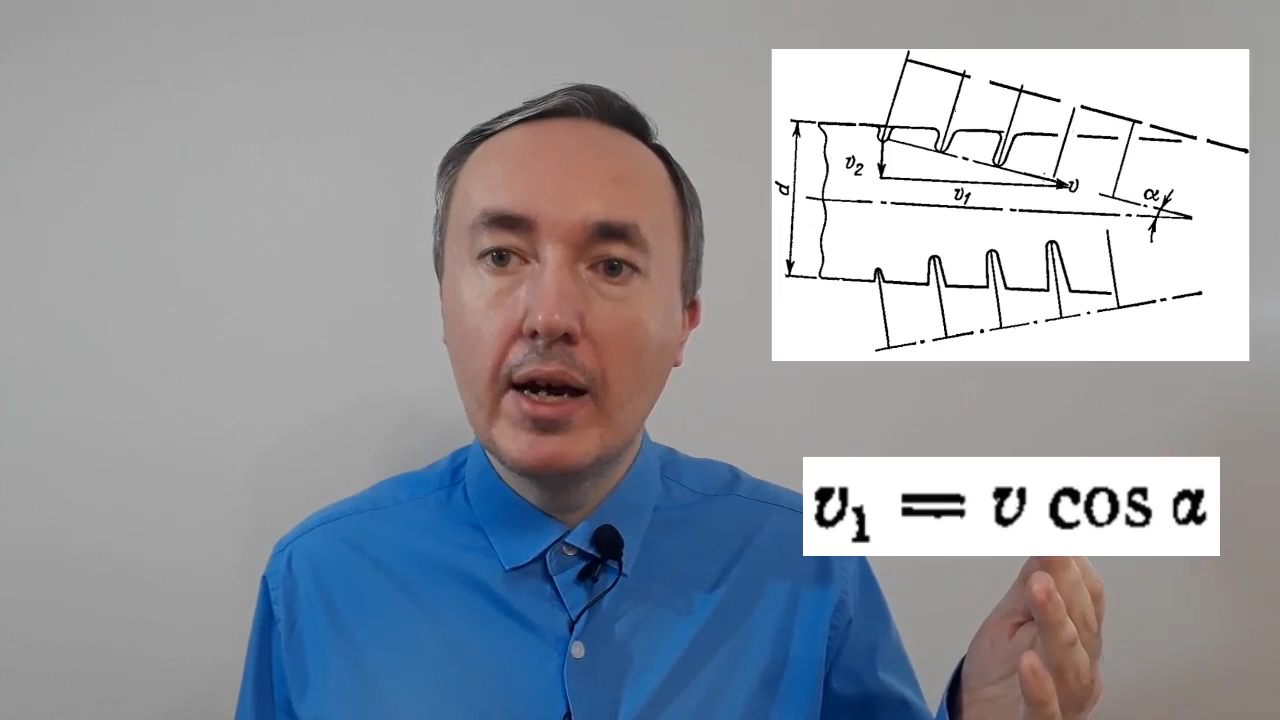 d
v₂
v₁
v
α
v₁ = v cos α